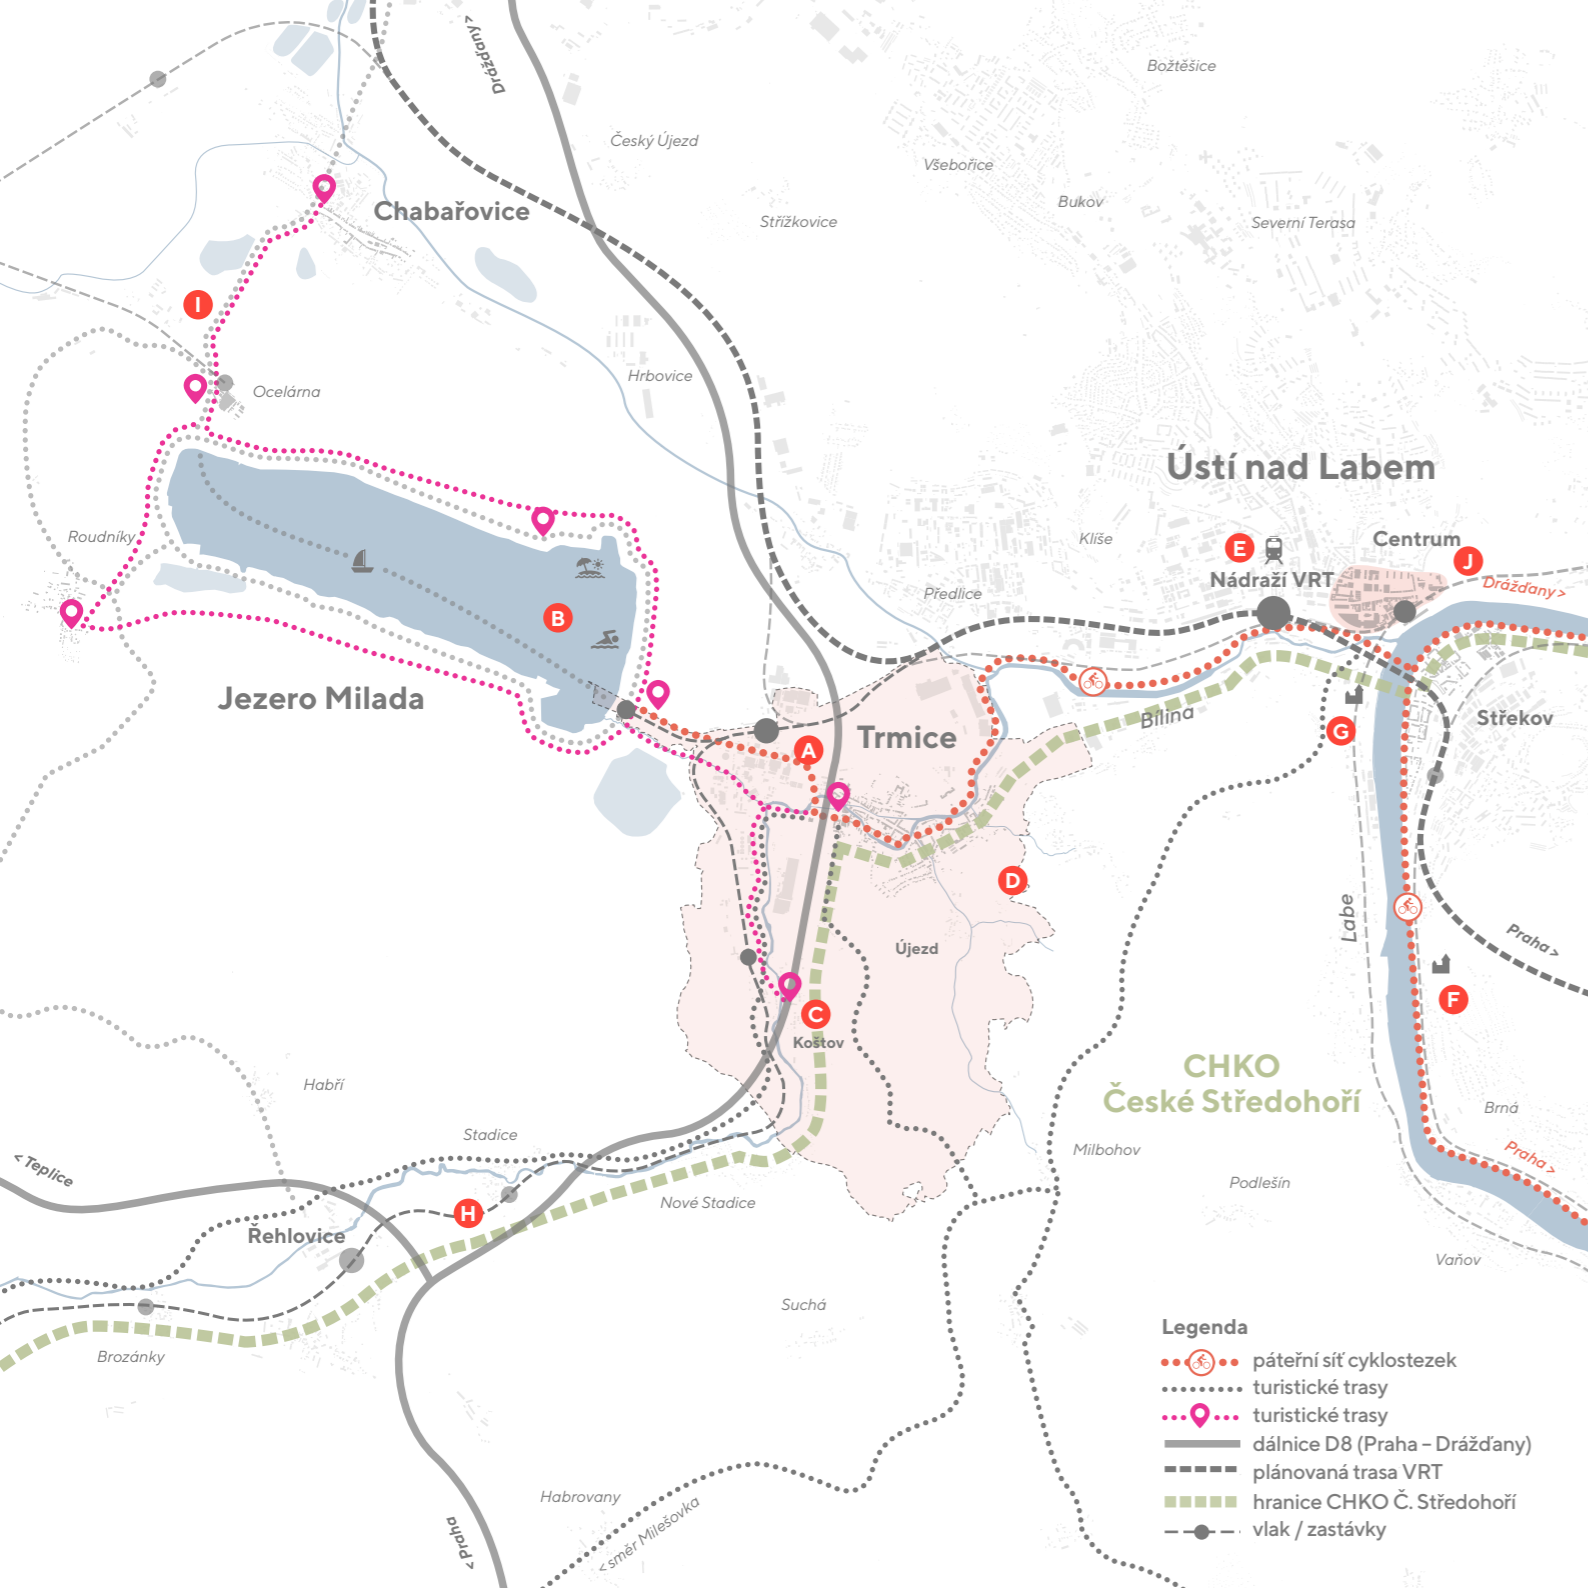 Drážďany >
Božtěšice
Český Újezd
Všebořice
Chabařovice
Střížkovice
Bukov
Severní Terasa
I
Hrbovice
Ocelárna
Ústí nad Labem
Roudníky
Klíše
E
Centrum
J
Nádraží VRT
Drážďany >
Předlice
B
Jezero Milada
Bílina
Střekov
A
Trmice
G
D
Labe
Újezd
Praha >
F
C
Koštov
CHKO
České Středohoří
Habří
Brná
Stadice
Milbohov
Praha >
< Teplice
Podlešín
Nové Stadice
H
Řehlovice
Vaňov
Suchá
Brozánky
Legenda
páteřní síť cyklostezek
turistické trasy
turistické trasy
dálnice D8 (Praha – Drážďany)
plánovaná trasa VRT
hranice CHKO Č. Středohoří
vlak / zastávky
Habrovany
< směr Milešovka
< Praha